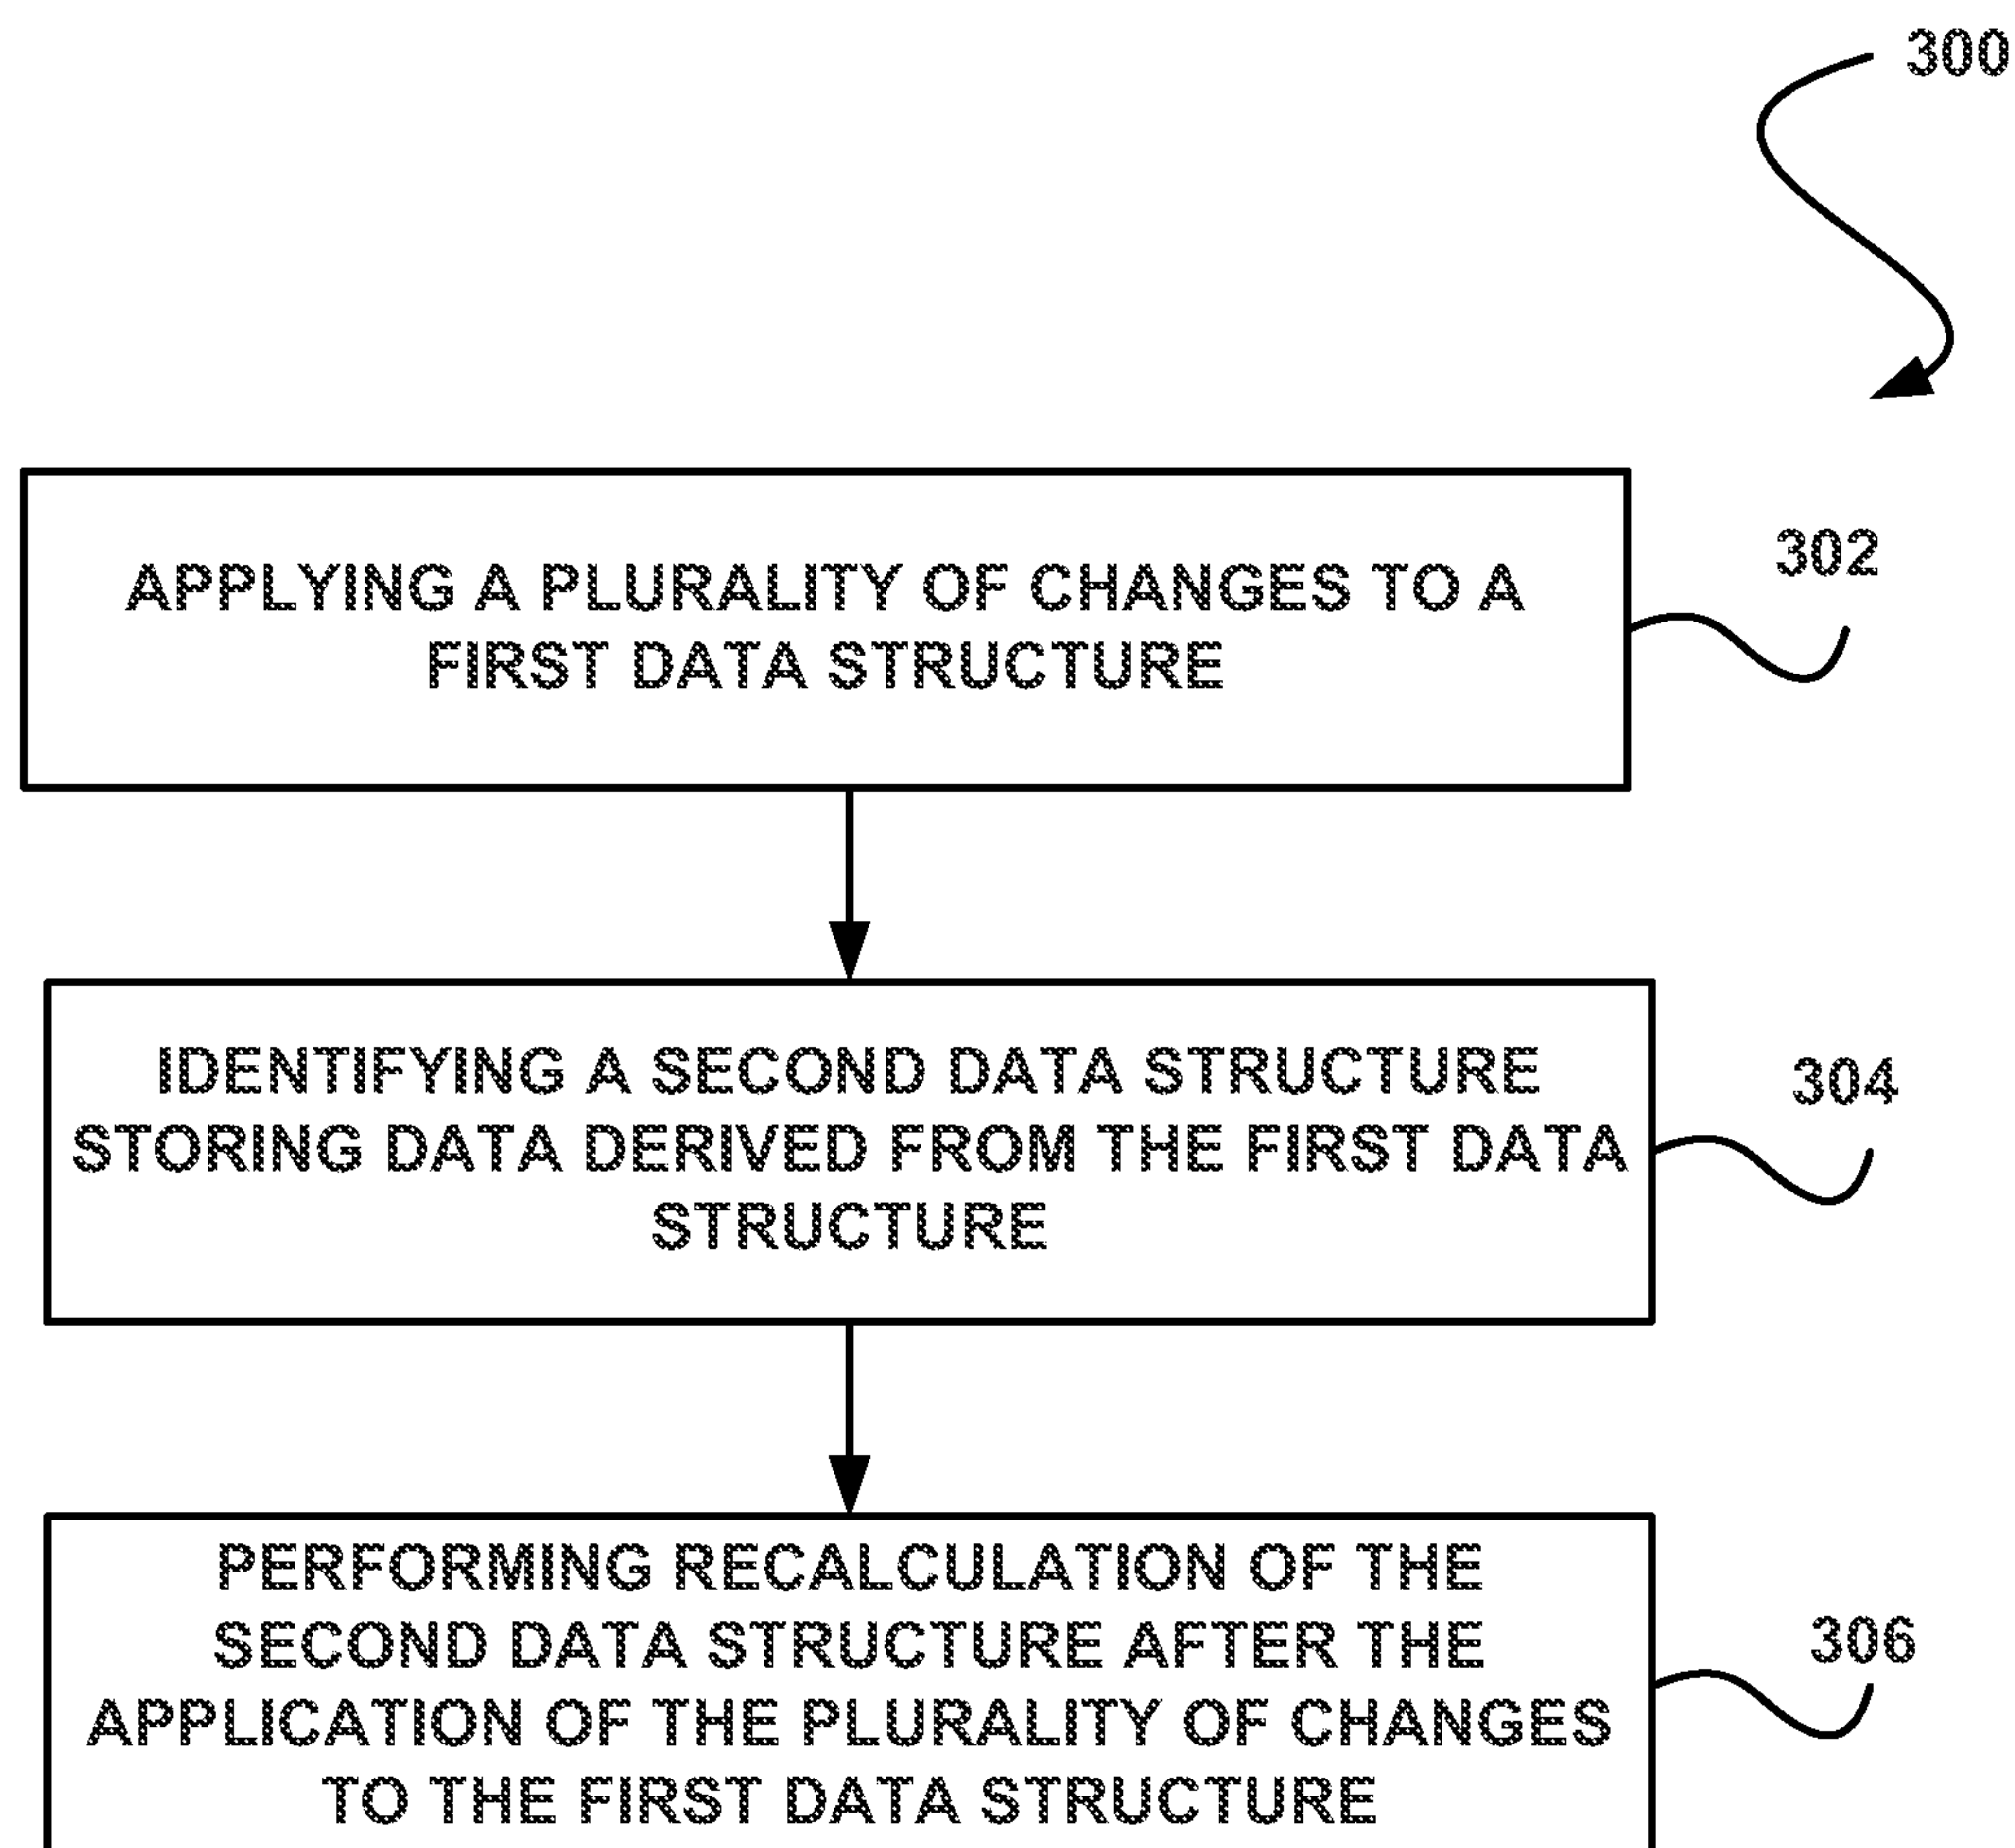 300
APPLYING A PLURALITY OF CHANGES TO A
FIRST DATA STRUCTURE
302
IDENTIFYING A SECOND DATA STRUCTURE
STORING DATA DERIVED FROM THE FIRST DATA
STRUCTURE
304
PERFORMING RECALCULATION OF THE
SECOND DATA STRUCTURE AFTER THE
APPLICATION OF THE PLURALITY OF CHANGES
TO THE FIRST DATA STRUCTURE
306